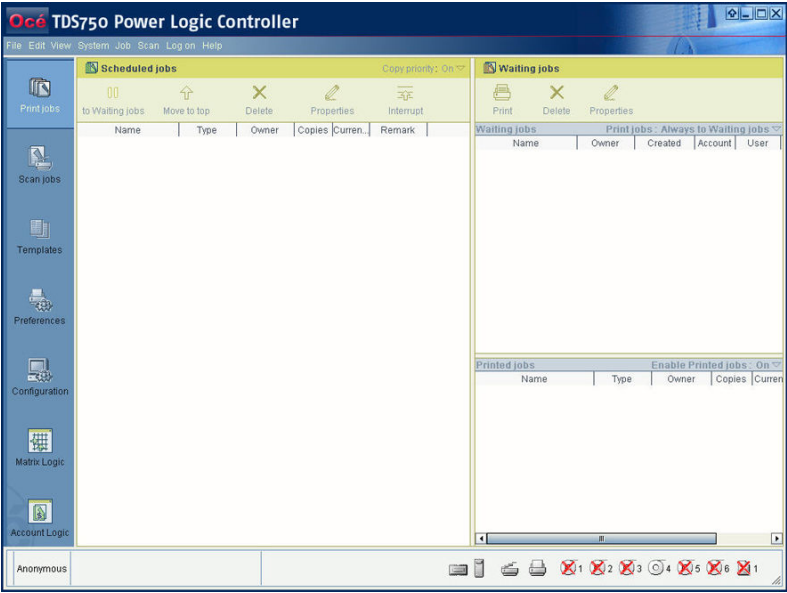 Océ TDS750 Power Logic Controller
File Edit View System Job Scan Log on Help
Print jobs
Scan jobs
Templates
Preferences
Configuration
Matrix Logic
Account Logic
Scheduled jobs Copy priority: On
to Waiting jobs Move to top Delete Properties Interrupt
Name Type Owner Copies Curren... Remark
Waiting jobs
Print Delete Properties
Waiting jobs Print jobs : Always to Waiting jobs
Name Owner Created Account User
Printed jobs Enable Printed jobs : On
Name Type Owner Copies Curren
Anonymous
1 2 3 4 5 6 1